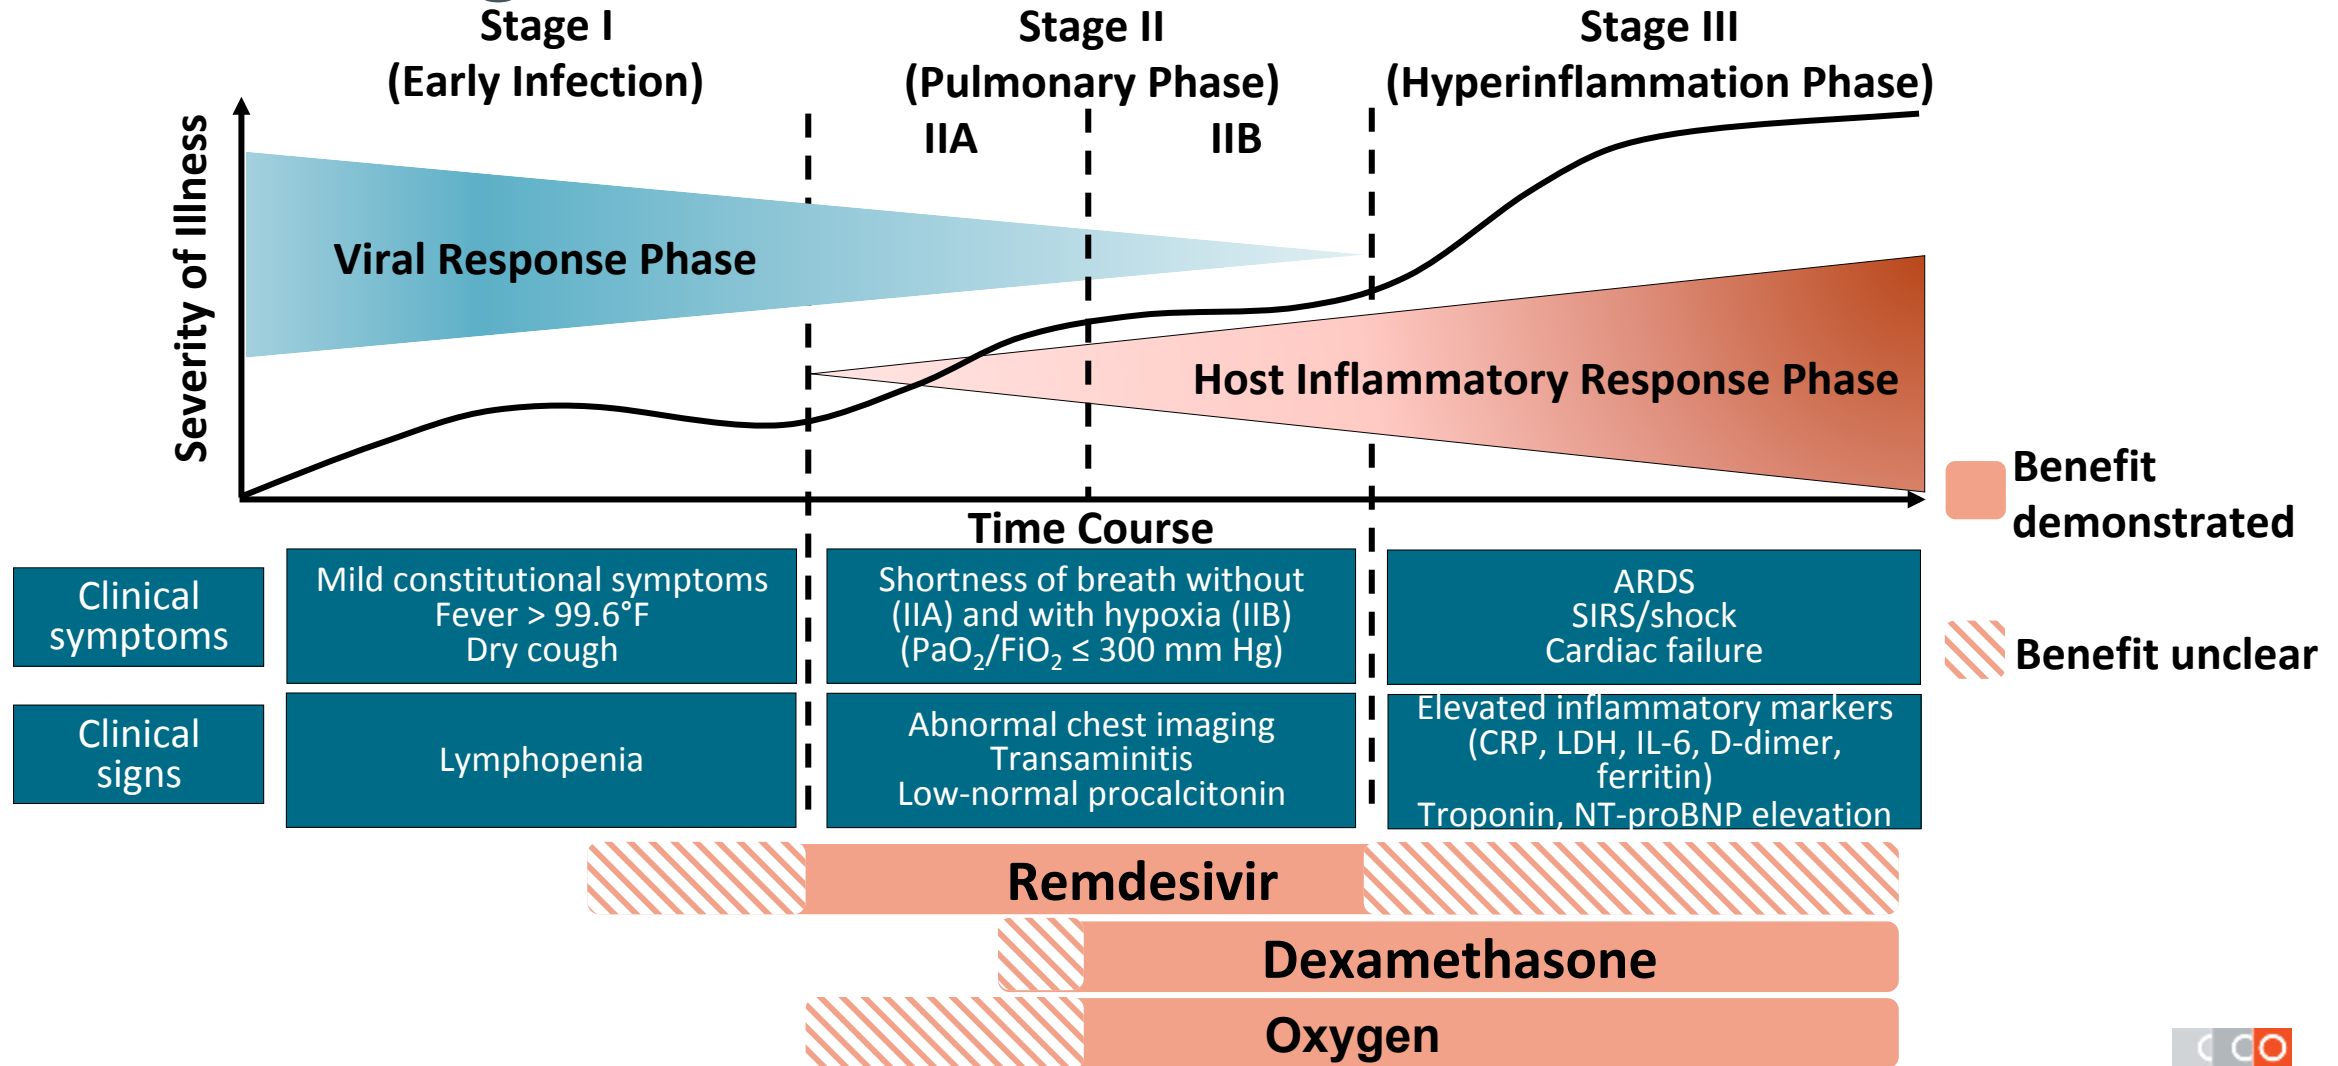 Stage I
(Early Infection)
Stage II
(Pulmonary Phase)
IIA
IIB
Stage III
(Hyperinflammation Phase)
Severity of Illness
Viral Response Phase
Host Inflammatory Response Phase
Time Course
Benefit
demonstrated
Benefit unclear
Clinical
symptoms
Mild constitutional symptoms
Fever > 99.6°F
Dry cough
Shortness of breath without
(IIA) and with hypoxia (IIB)
(PaO₂/FiO₂ ≤ 300 mm Hg)
ARDS
SIRS/shock
Cardiac failure
Clinical
signs
Lymphopenia
Abnormal chest imaging
Transaminitis
Low-normal procalcitonin
Elevated inflammatory markers
(CRP, LDH, IL-6, D-dimer,
ferritin)
Troponin, NT-proBNP elevation
Remdesivir
Dexamethasone
Oxygen
CCO